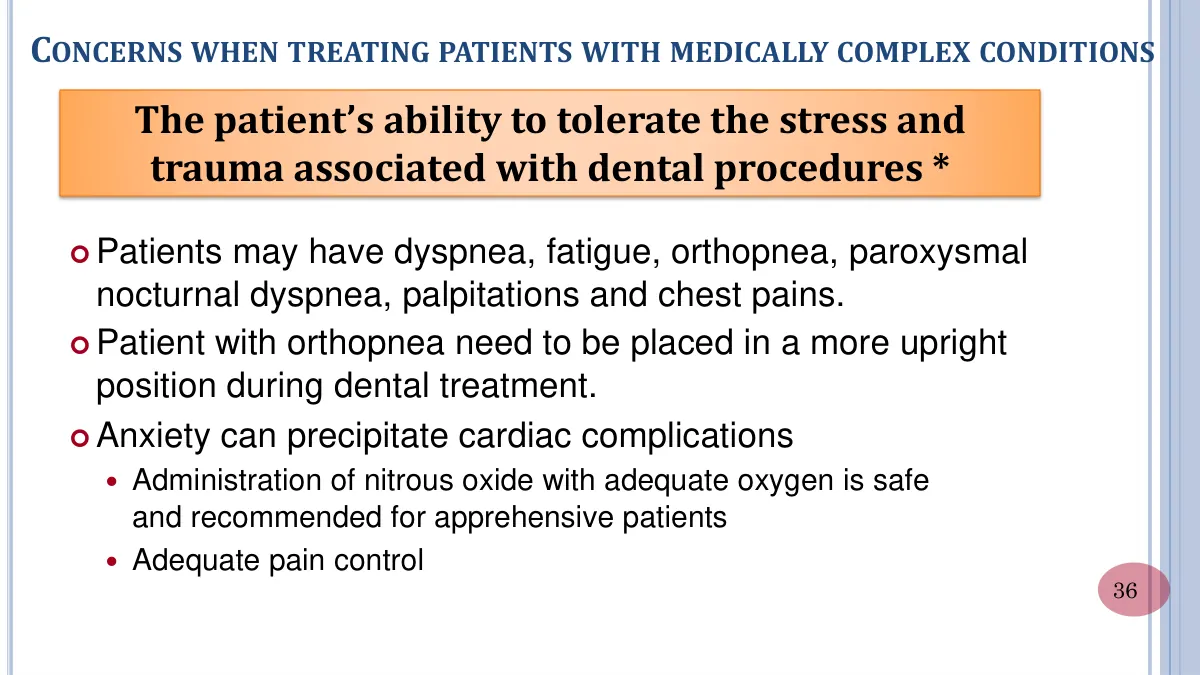 CONCERNS WHEN TREATING PATIENTS WITH MEDICALLY COMPLEX CONDITIONS
The patient’s ability to tolerate the stress and
trauma associated with dental procedures *
Patients may have dyspnea, fatigue, orthopnea, paroxysmal
nocturnal dyspnea, palpitations and chest pains.
Patient with orthopnea need to be placed in a more upright
position during dental treatment.
Anxiety can precipitate cardiac complications
Administration of nitrous oxide with adequate oxygen is safe
and recommended for apprehensive patients
Adequate pain control
36